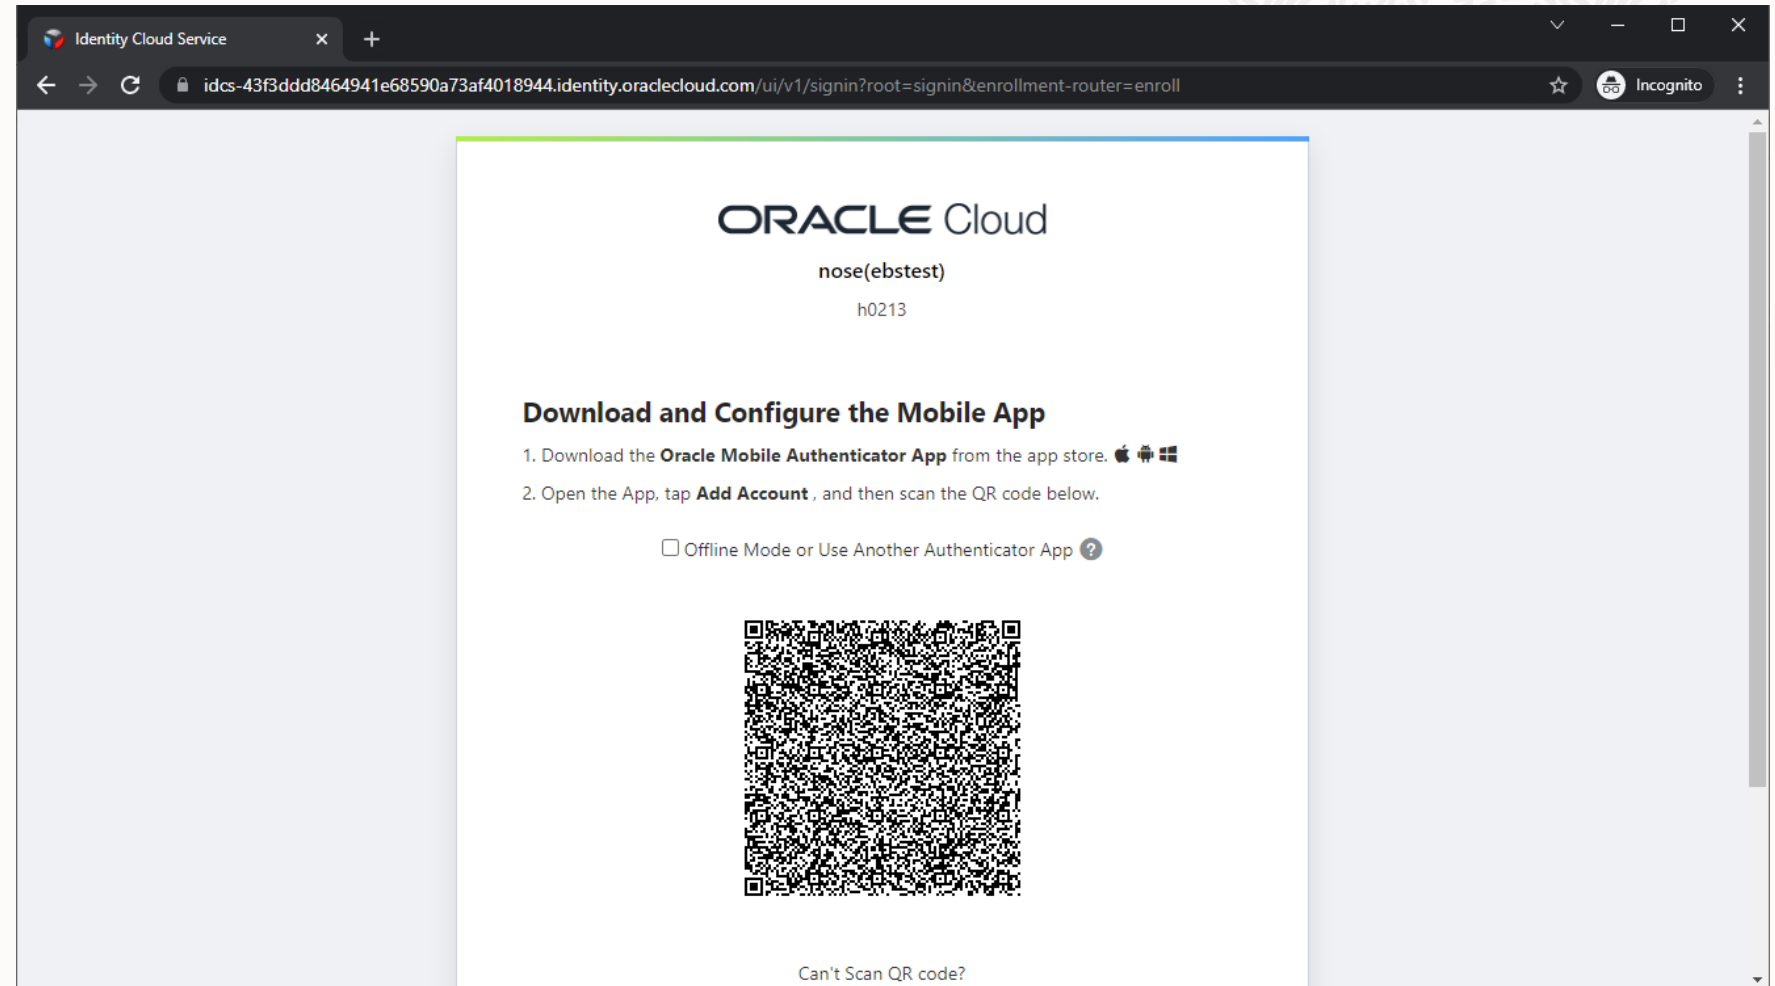 Identity Cloud Service
idcs-43f3ddd8464941e68590a73af4018944.identity.oraclecloud.com/ui/v1/signin?root=signin&enrollment-router=enroll
Incognito
ORACLE Cloud
nose(ebstest)
h0213
Download and Configure the Mobile App
1. Download the Oracle Mobile Authenticator App from the app store.
2. Open the App, tap Add Account , and then scan the QR code below.
Offline Mode or Use Another Authenticator App ?
Can't Scan QR code?